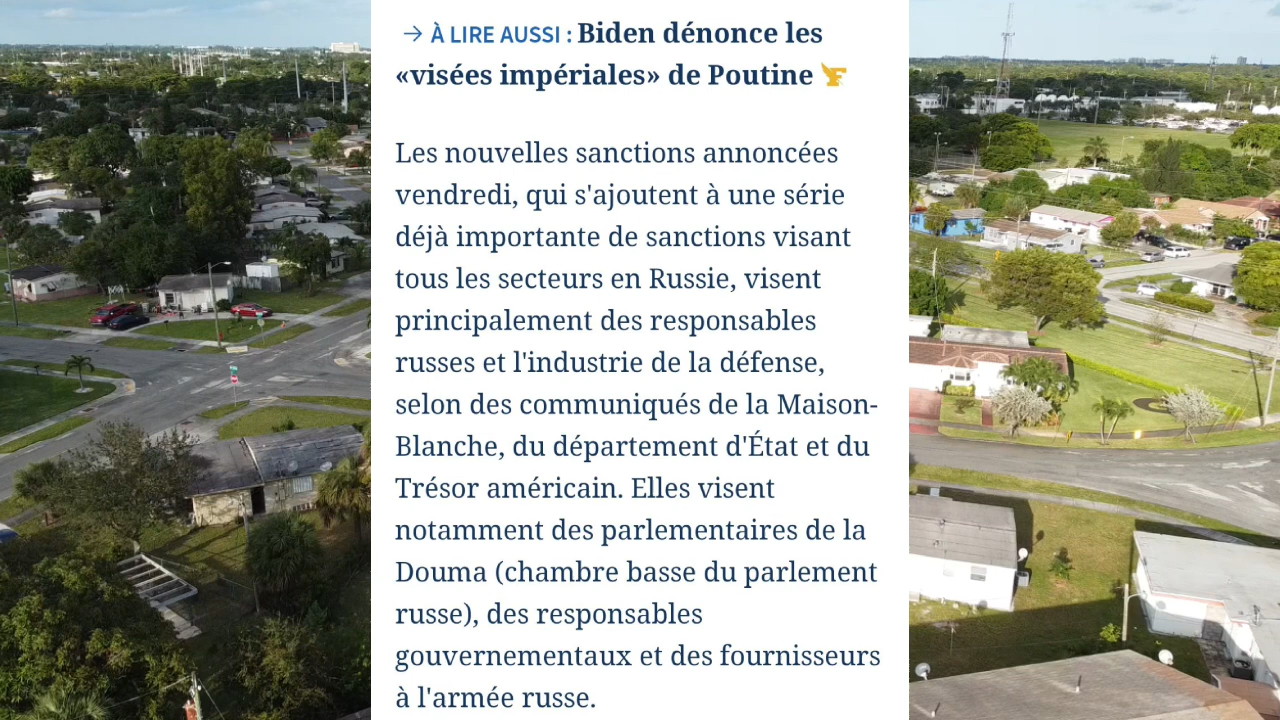 → À LIRE AUSSI : Biden dénonce les
«visées impériales» de Poutine
Les nouvelles sanctions annoncées
vendredi, qui s'ajoutent à une série
déjà importante de sanctions visant
tous les secteurs en Russie, visent
principalement des responsables
russes et l'industrie de la défense,
selon des communiqués de la Maison-
Blanche, du département d'État et du
Trésor américain. Elles visent
notamment des parlementaires de la
Douma (chambre basse du parlement
russe), des responsables
gouvernementaux et des fournisseurs
à l'armée russe.